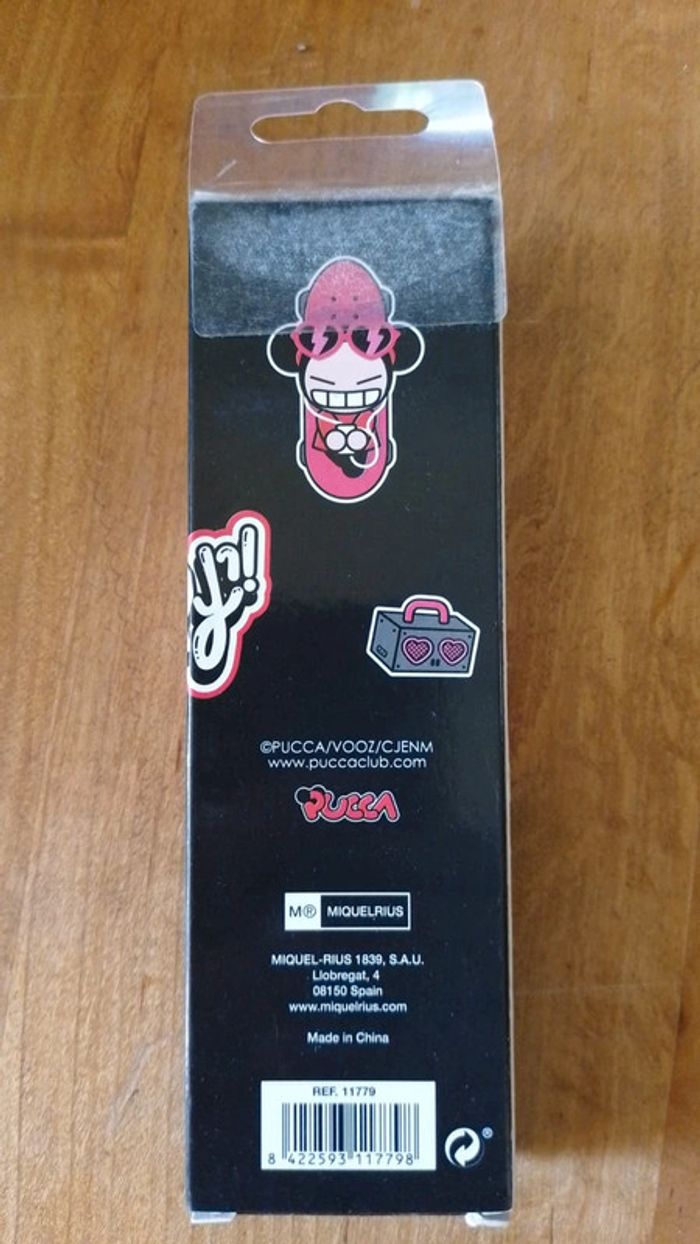 ©PUCCA/VOOZ/CJENM
www.puccaclub.com
PUCCA
M® MIQUELRIUS
MIQUEL-RIUS 1839, S.A.U.
Llobregat, 4
08150 Spain
www.miquelrius.com
Made in China
REF. 11779
8 422593 117798
®